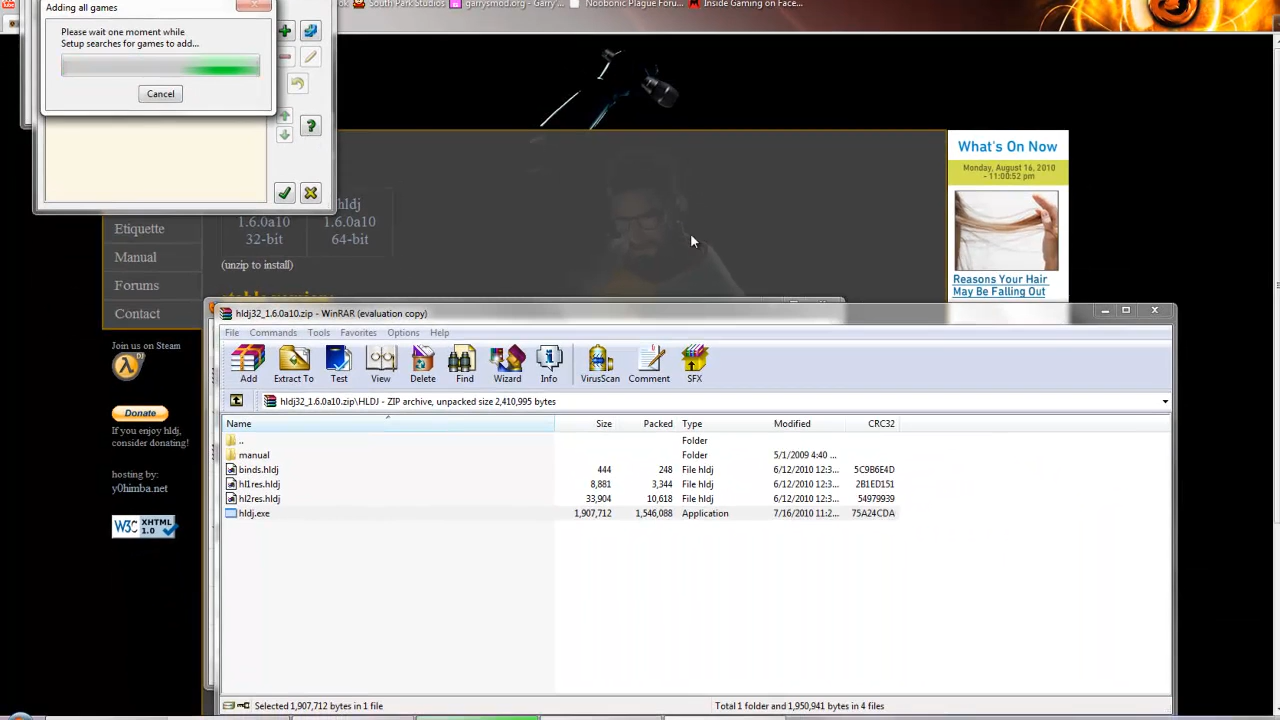 South Park Studios
garrysmod.org - Garry'...
Noobonic Plague Foru...
Inside Gaming on Face...
Adding all games
Please wait one moment while
Setup searches for games to add...
Cancel
What's On Now
Monday, August 16, 2010
- 11:00:52 pm
Reasons Your Hair
May Be Falling Out
hldj
1.6.0a10 1.6.0a10
32-bit 64-bit
(unzip to install)
Etiquette
Manual
Forums
Contact
Join us on Steam
Donate
If you enjoy hldj,
consider donating!
hosting by:
y0himba.net
W3C XHTML 1.0
hldj32_1.6.0a10.zip - WinRAR (evaluation copy)
File Commands Tools Favorites Options Help
Add Extract To Test View Delete Find Wizard Info VirusScan Comment SFX
hldj32_1.6.0a10.zip\HLDJ - ZIP archive, unpacked size 2,410,995 bytes
Name Size Packed Type Modified CRC32
.. Folder
manual Folder 5/1/2009 4:40 ...
binds.hldj 444 248 File hldj 6/12/2010 12:3... 5C9B6E4D
hl1res.hldj 8,881 3,344 File hldj 6/12/2010 12:3... 2B1ED151
hl2res.hldj 33,904 10,618 File hldj 6/12/2010 12:3... 54979939
hldj.exe 1,907,712 1,546,088 Application 7/16/2010 11:2... 75A24CDA
Selected 1,907,712 bytes in 1 file
Total 1 folder and 1,950,941 bytes in 4 files